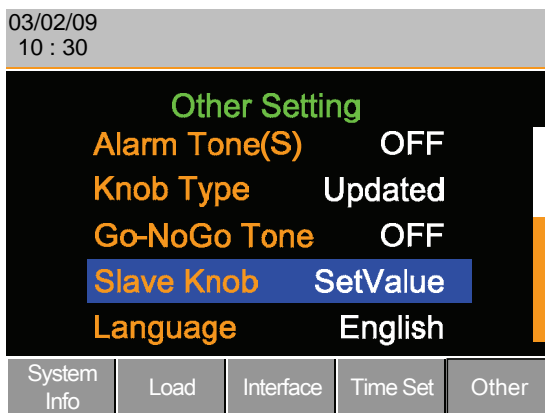 03/02/09
10 : 30
Other Setting
Alarm Tone(S) OFF
Knob Type Updated
Go-NoGo Tone OFF
Slave Knob SetValue
Language English
System
Info
Load
Interface
Time Set
Other